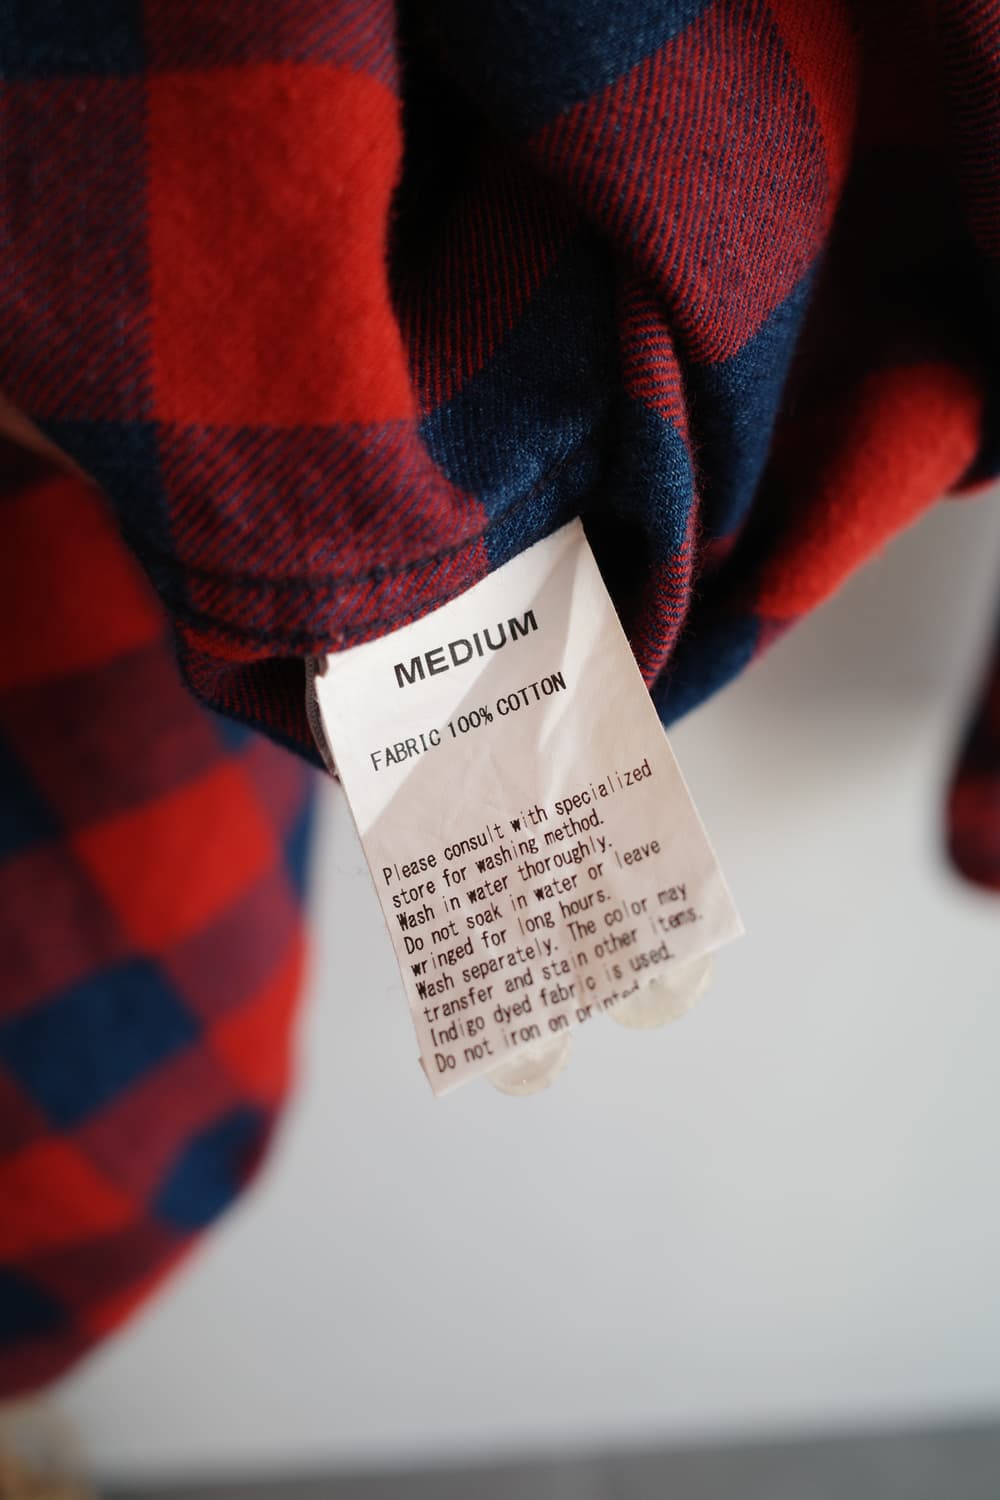 MEDIUM
FABRIC 100% COTTON
Please consult with specialized
store for washing method.
Wash in water thoroughly.
Do not soak in water or leave
wringed for long hours.
Wash separately. The color may
transfer and stain other items.
Indigo dyed fabric is used.
Do not iron on printed